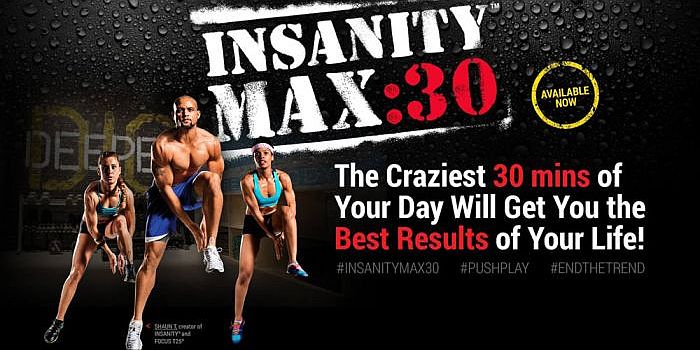 INSANITY™
MAX:30
AVAILABLE
NOW
DEEPE
The Craziest 30 mins of
Your Day Will Get You the
Best Results of Your Life!
#INSANITYMAX30 #PUSHPLAY #ENDTHETREND
SHAUN T, creator of
INSANITY® and
FOCUS T25®